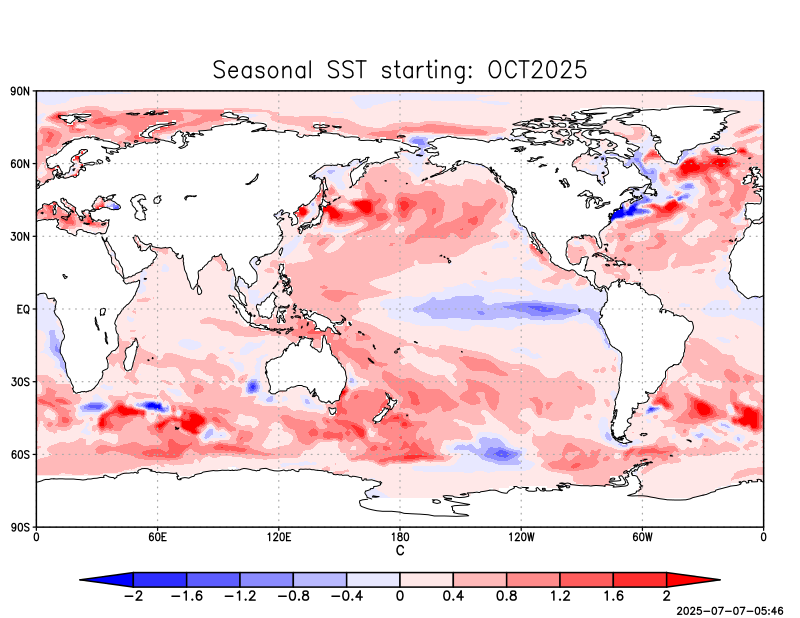 Seasonal SST starting: OCT2025
90N
60N
30N
EQ
30S
60S
90S
0 60E 120E 180 120W 60W 0
C
−2 −1.6 −1.2 −0.8 −0.4 0 0.4 0.8 1.2 1.6 2
2025-07-07-05:46